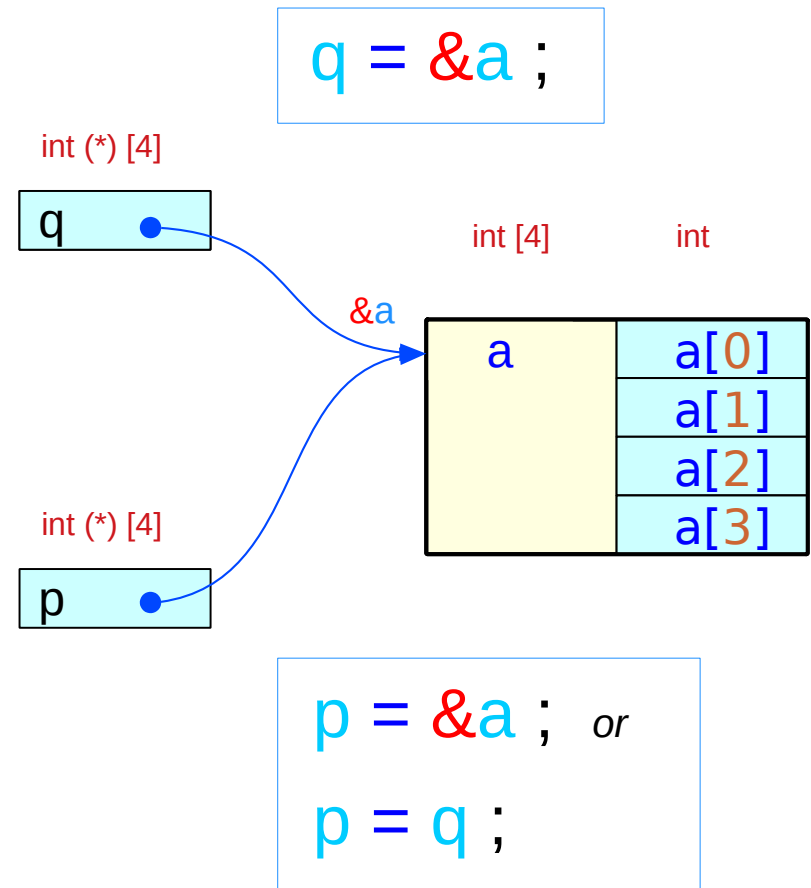 q = &a ;
int (*) [4]
q
int [4] int
&a
a a[0]
a[1]
a[2]
a[3]
int (*) [4]
p
p = &a ; or
p = q ;